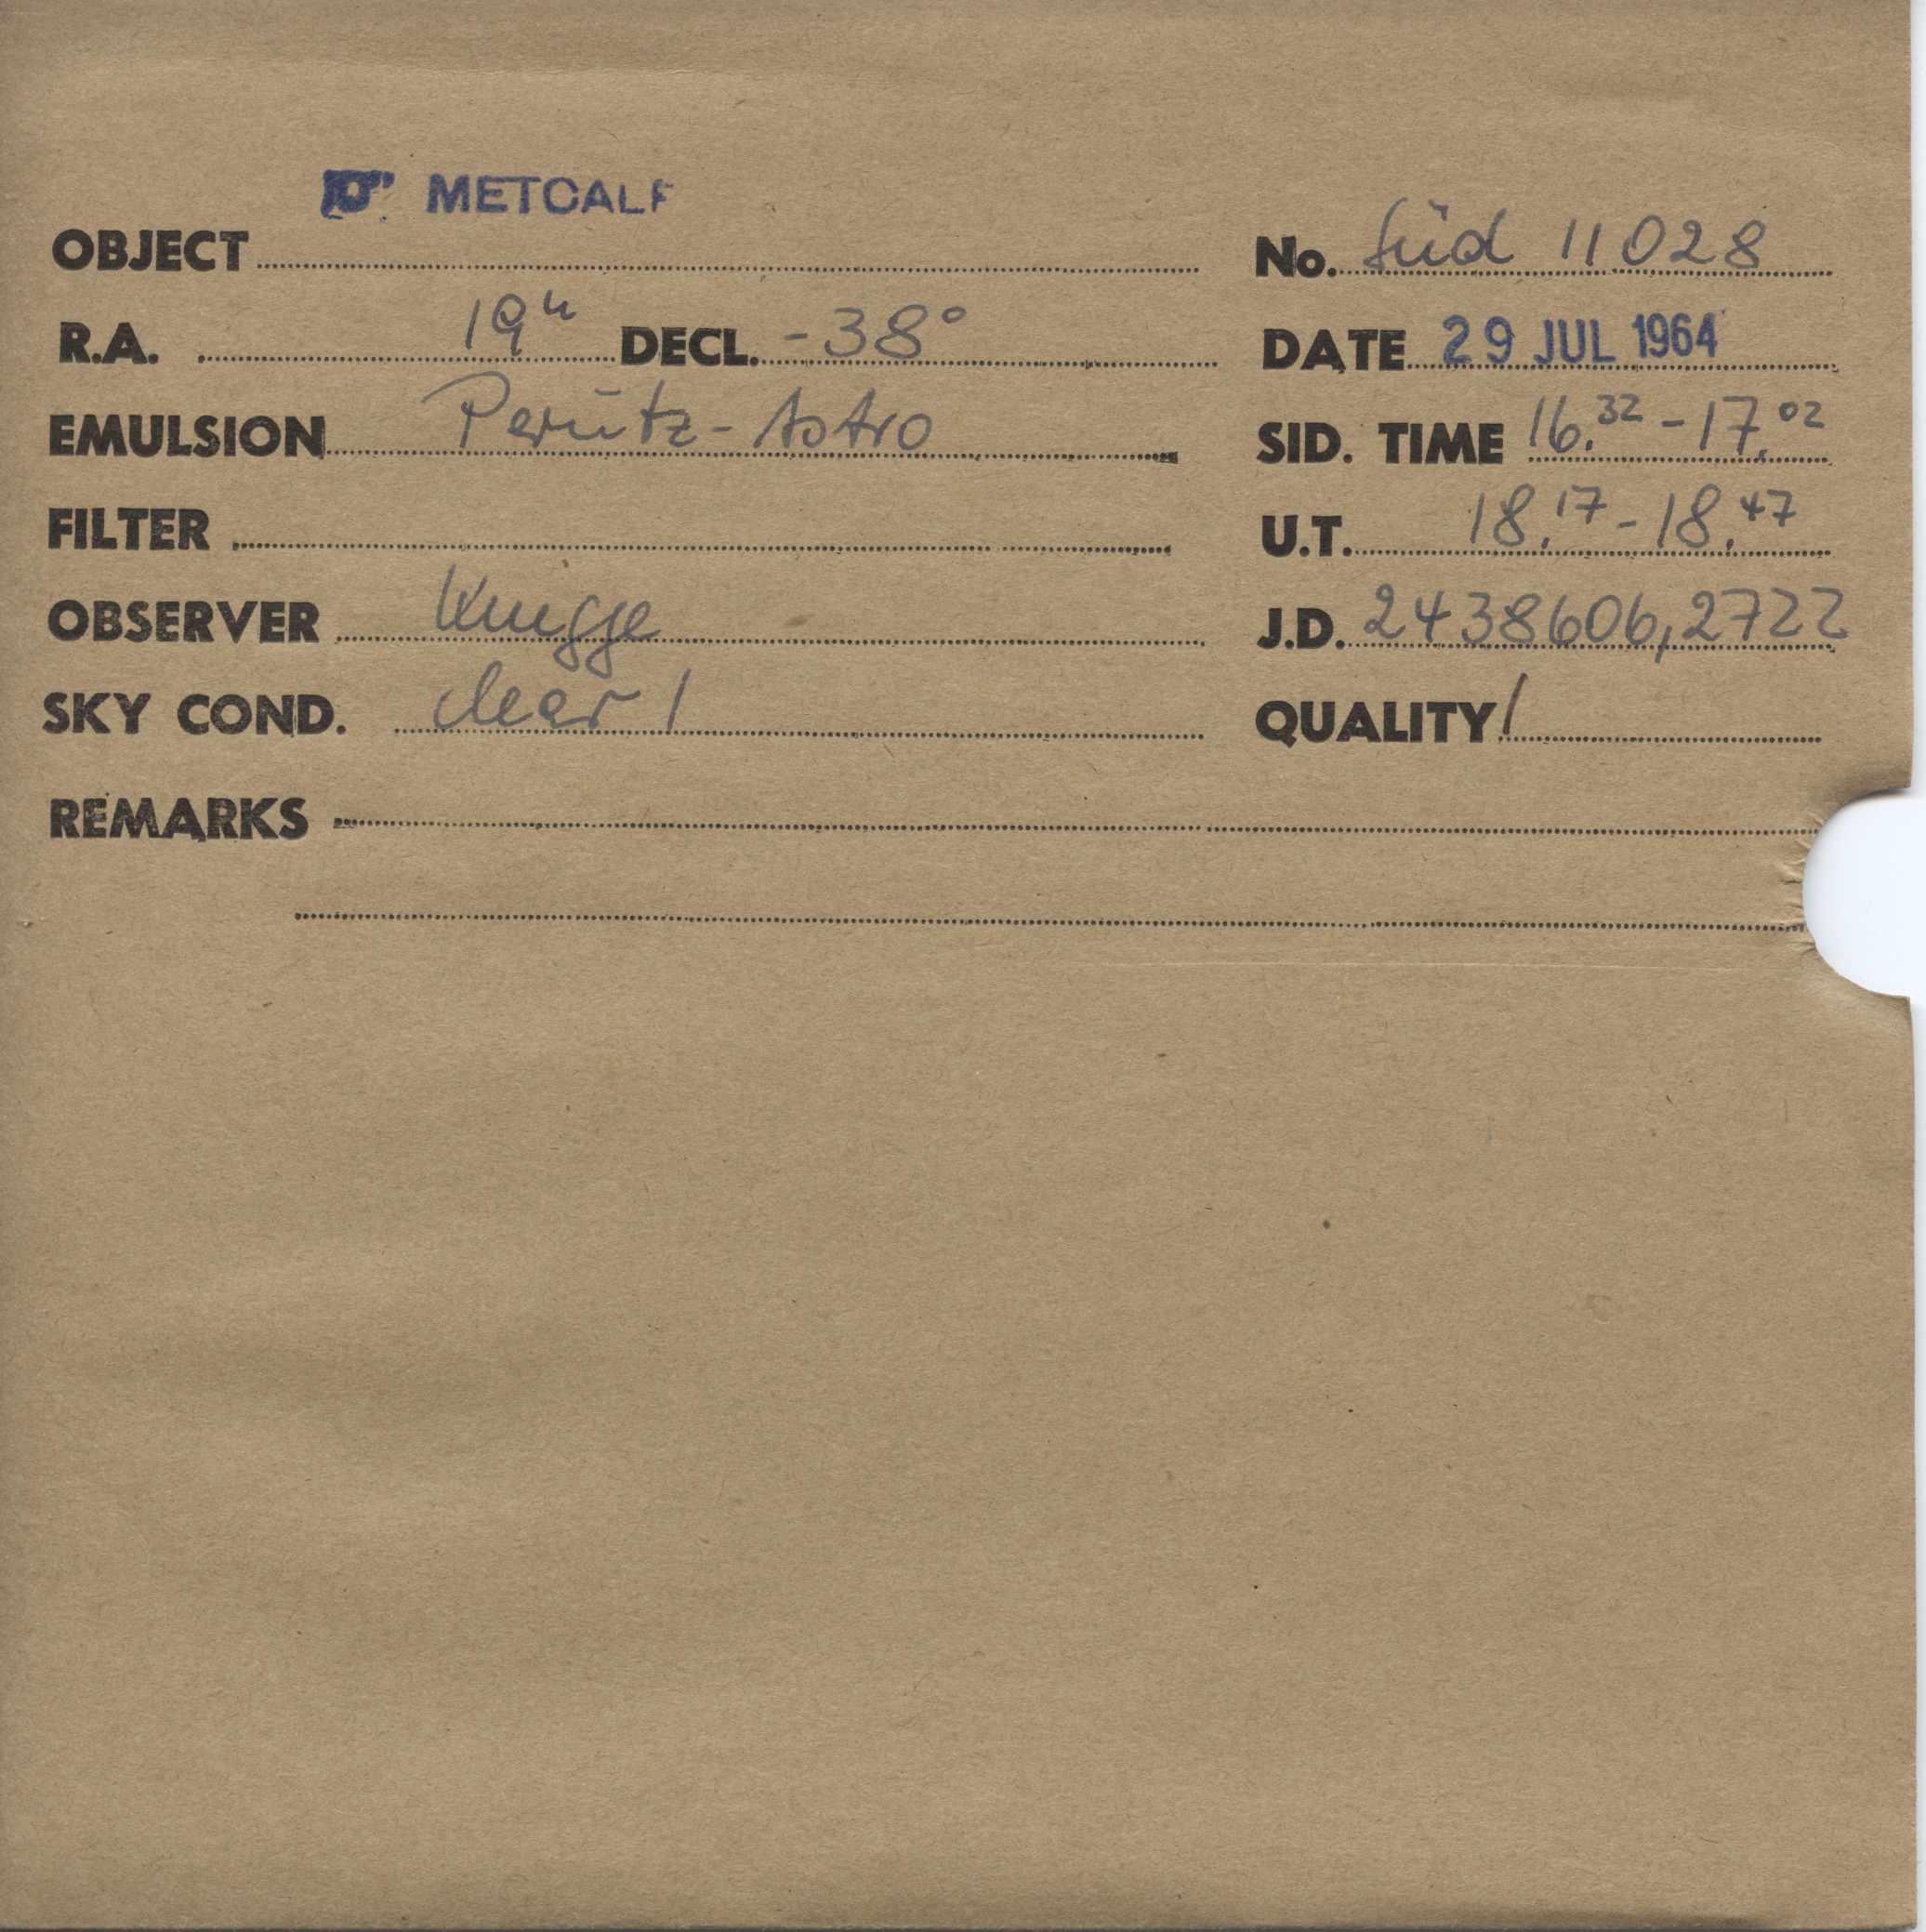 10" METCALF
OBJECT No. Süd 11028
R.A. 19h DECL. -38° DATE 29 JUL 1964
EMULSION Perutz-Astro SID. TIME 16.32 - 17.02
FILTER U.T. 18.17 - 18.47
OBSERVER Knigge J.D. 2438606,2722
SKY COND. clear 1 QUALITY 1
REMARKS